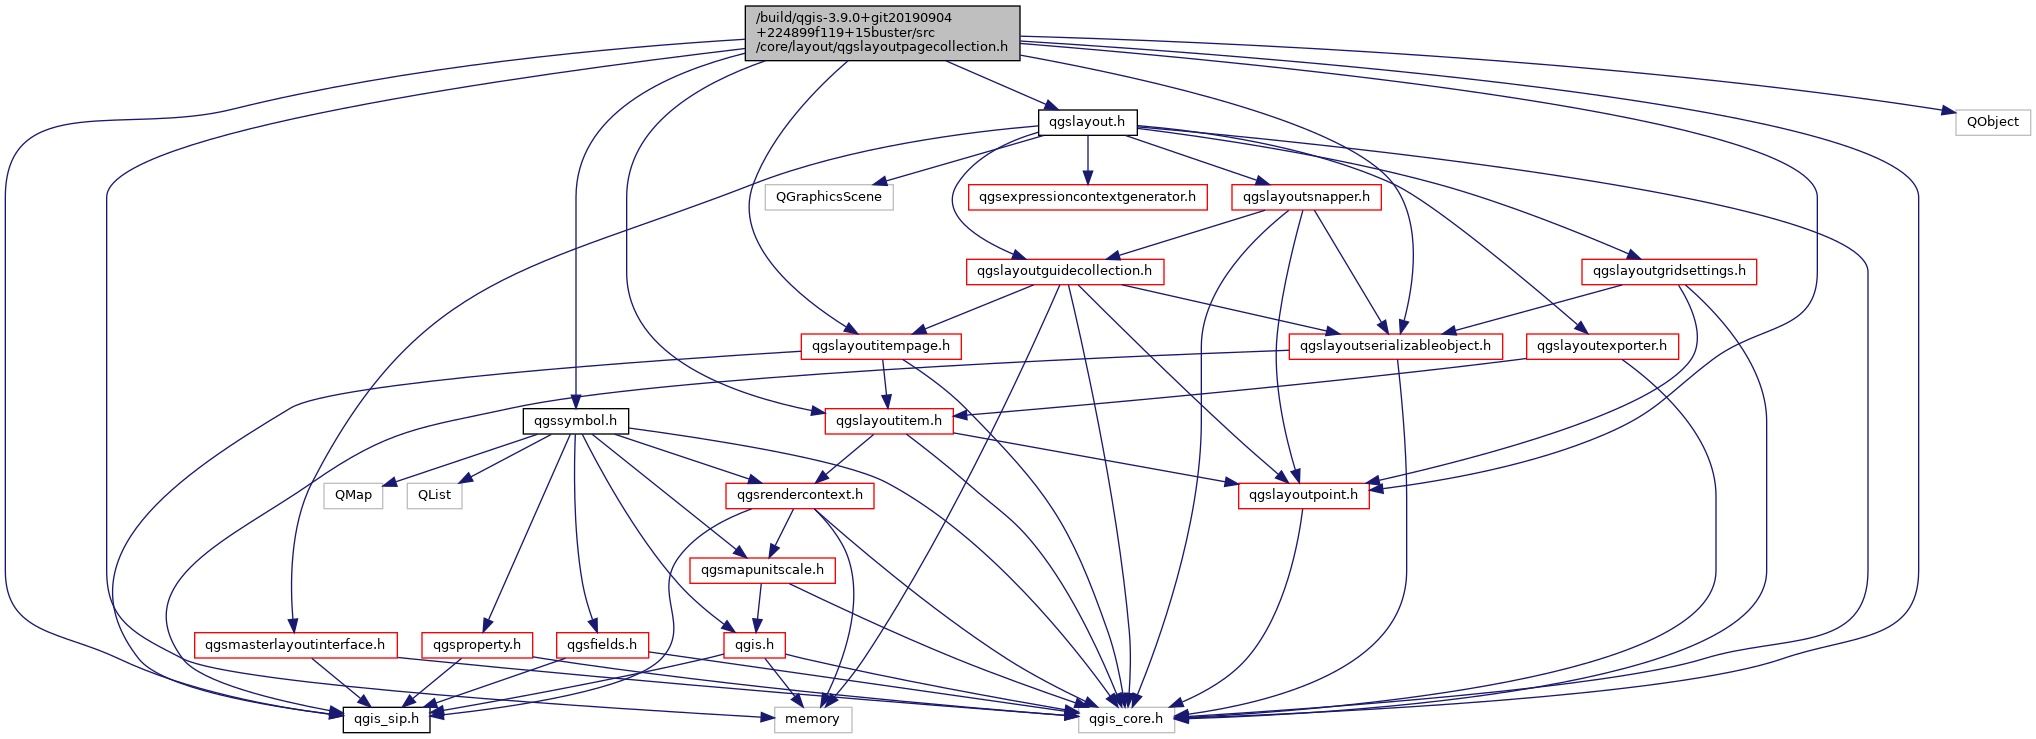 /build/qgis-3.9.0+git20190904
+224899f119+15buster/src
/core/layout/qgslayoutpagecollection.h
qgslayout.h
QObject
QGraphicsScene
qgsexpressioncontextgenerator.h
qgslayoutsnapper.h
qgslayoutguidecollection.h
qgslayoutgridsettings.h
qgslayoutitempage.h
qgslayoutserializableobject.h
qgslayoutexporter.h
qgssymbol.h
qgslayoutitem.h
QMap
QList
qgsrendercontext.h
qgslayoutpoint.h
qgsmapunitscale.h
qgsmasterlayoutinterface.h
qgsproperty.h
qgsfields.h
qgis.h
qgis_sip.h
memory
qgis_core.h